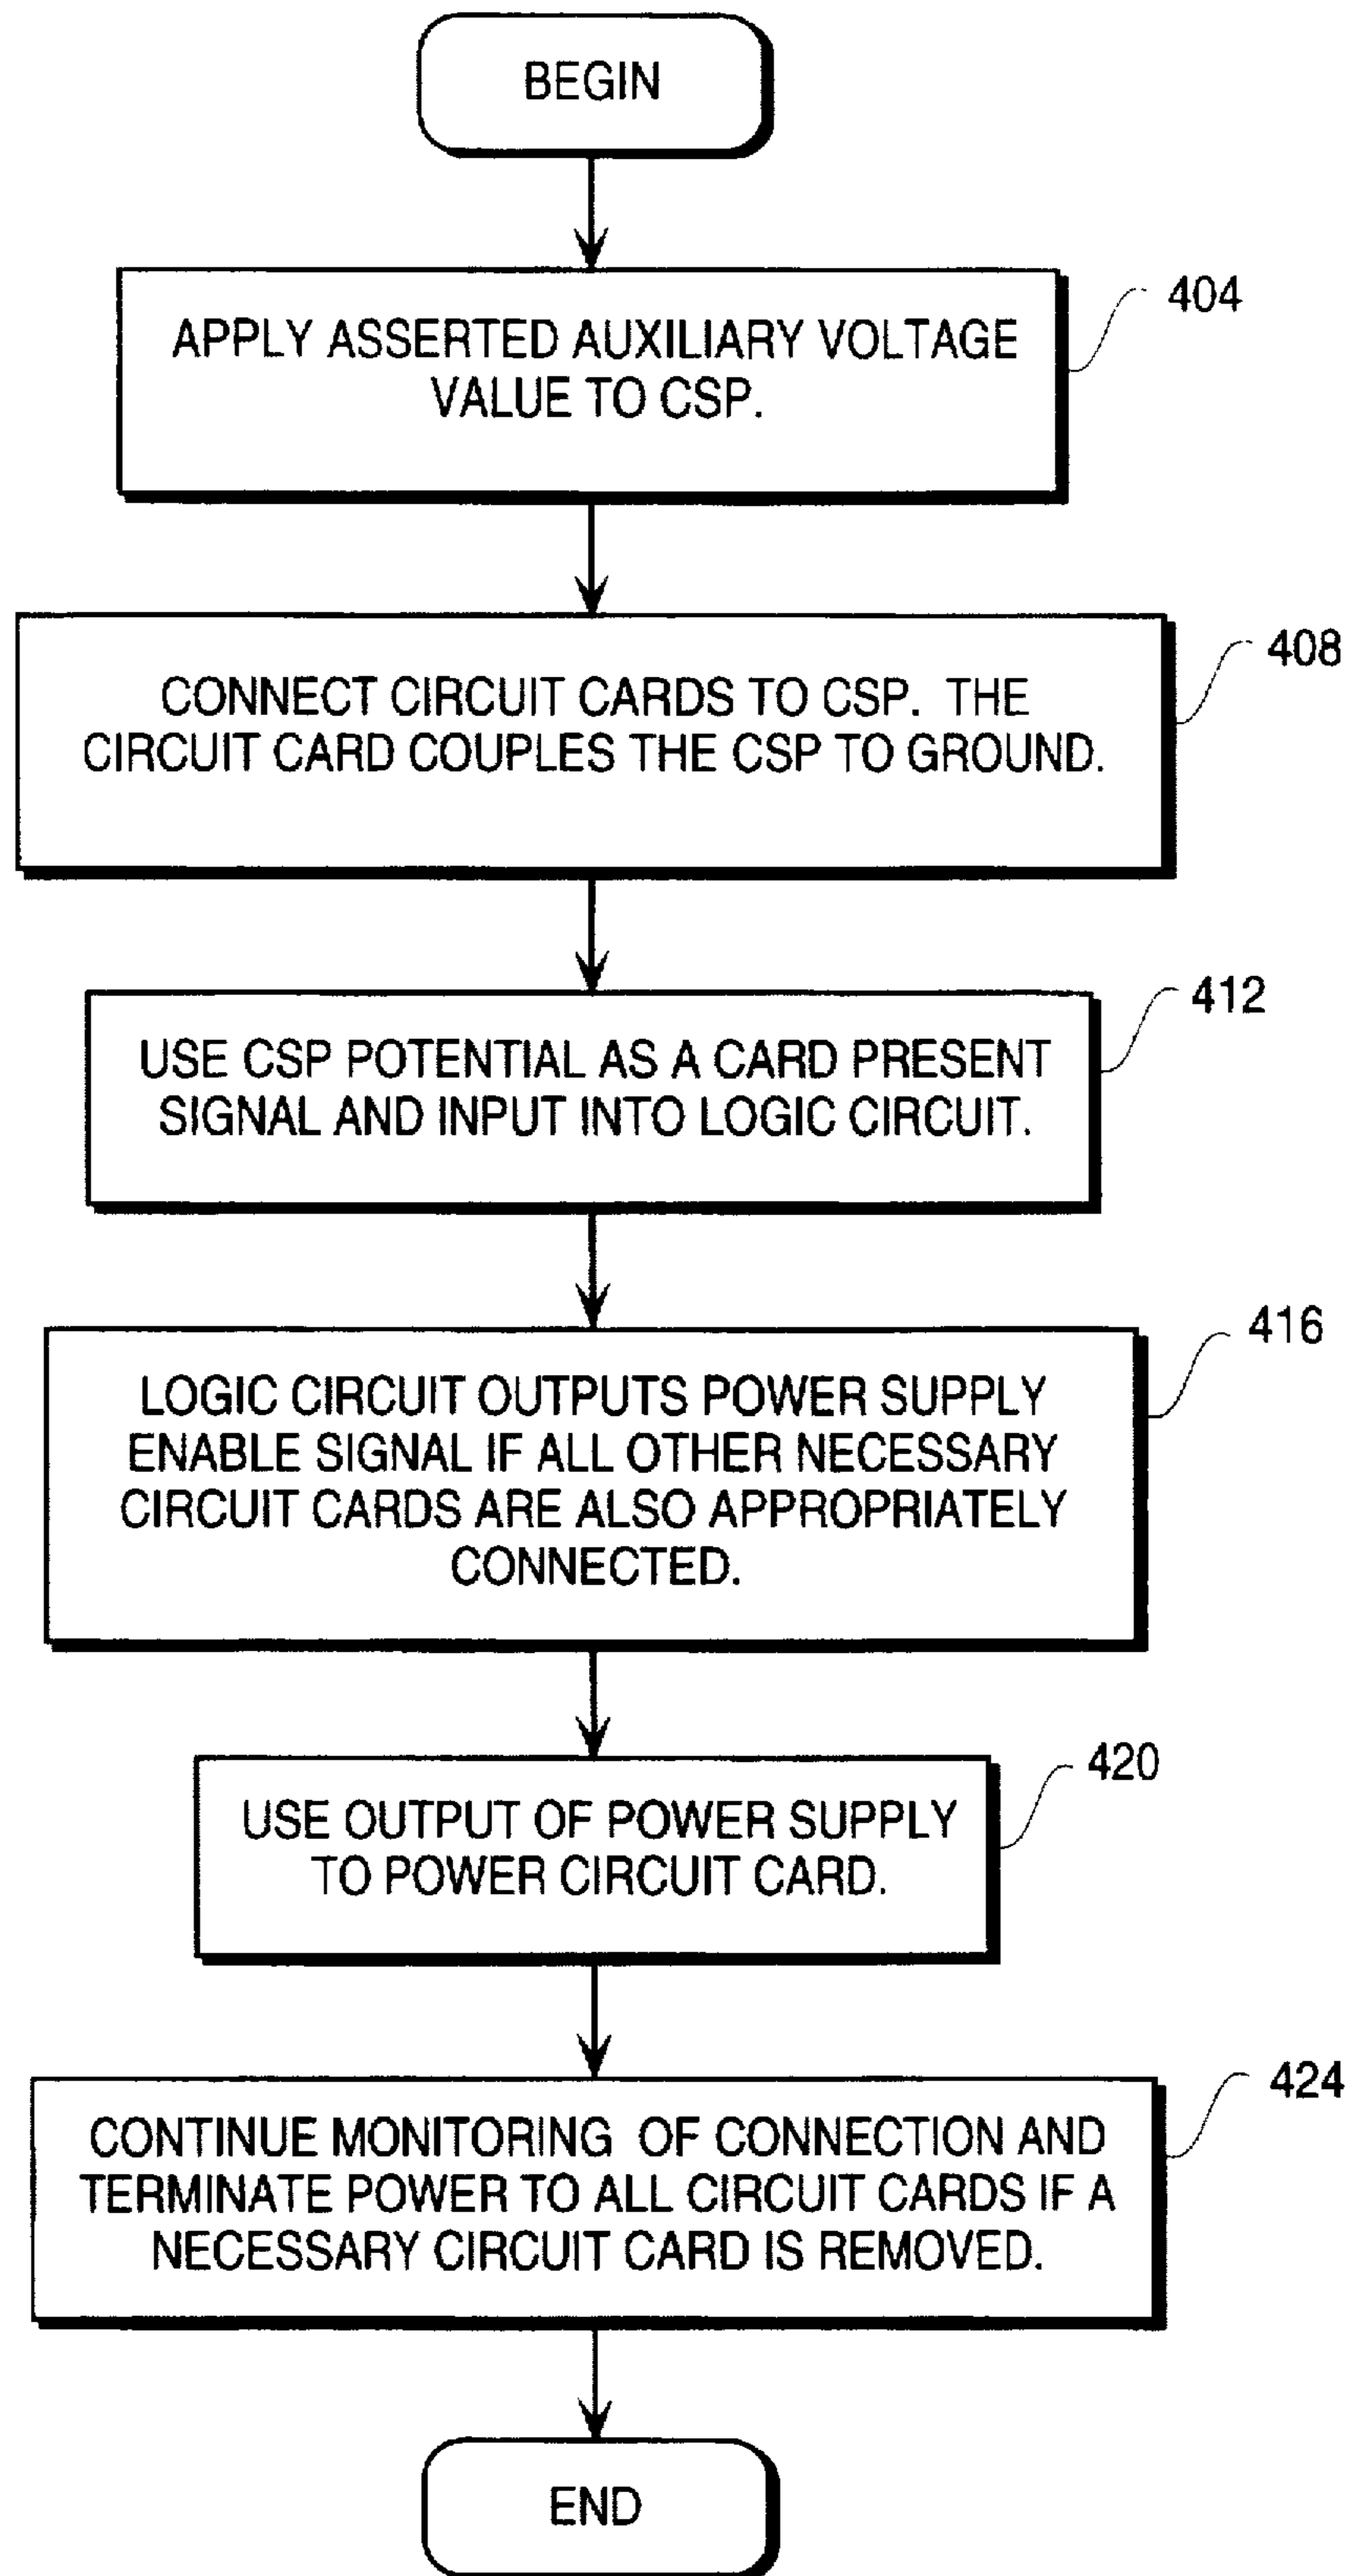 BEGIN
APPLY ASSERTED AUXILIARY VOLTAGE
VALUE TO CSP.
404
CONNECT CIRCUIT CARDS TO CSP. THE
CIRCUIT CARD COUPLES THE CSP TO GROUND.
408
USE CSP POTENTIAL AS A CARD PRESENT
SIGNAL AND INPUT INTO LOGIC CIRCUIT.
412
LOGIC CIRCUIT OUTPUTS POWER SUPPLY
ENABLE SIGNAL IF ALL OTHER NECESSARY
CIRCUIT CARDS ARE ALSO APPROPRIATELY
CONNECTED.
416
USE OUTPUT OF POWER SUPPLY
TO POWER CIRCUIT CARD.
420
CONTINUE MONITORING OF CONNECTION AND
TERMINATE POWER TO ALL CIRCUIT CARDS IF A
NECESSARY CIRCUIT CARD IS REMOVED.
424
END